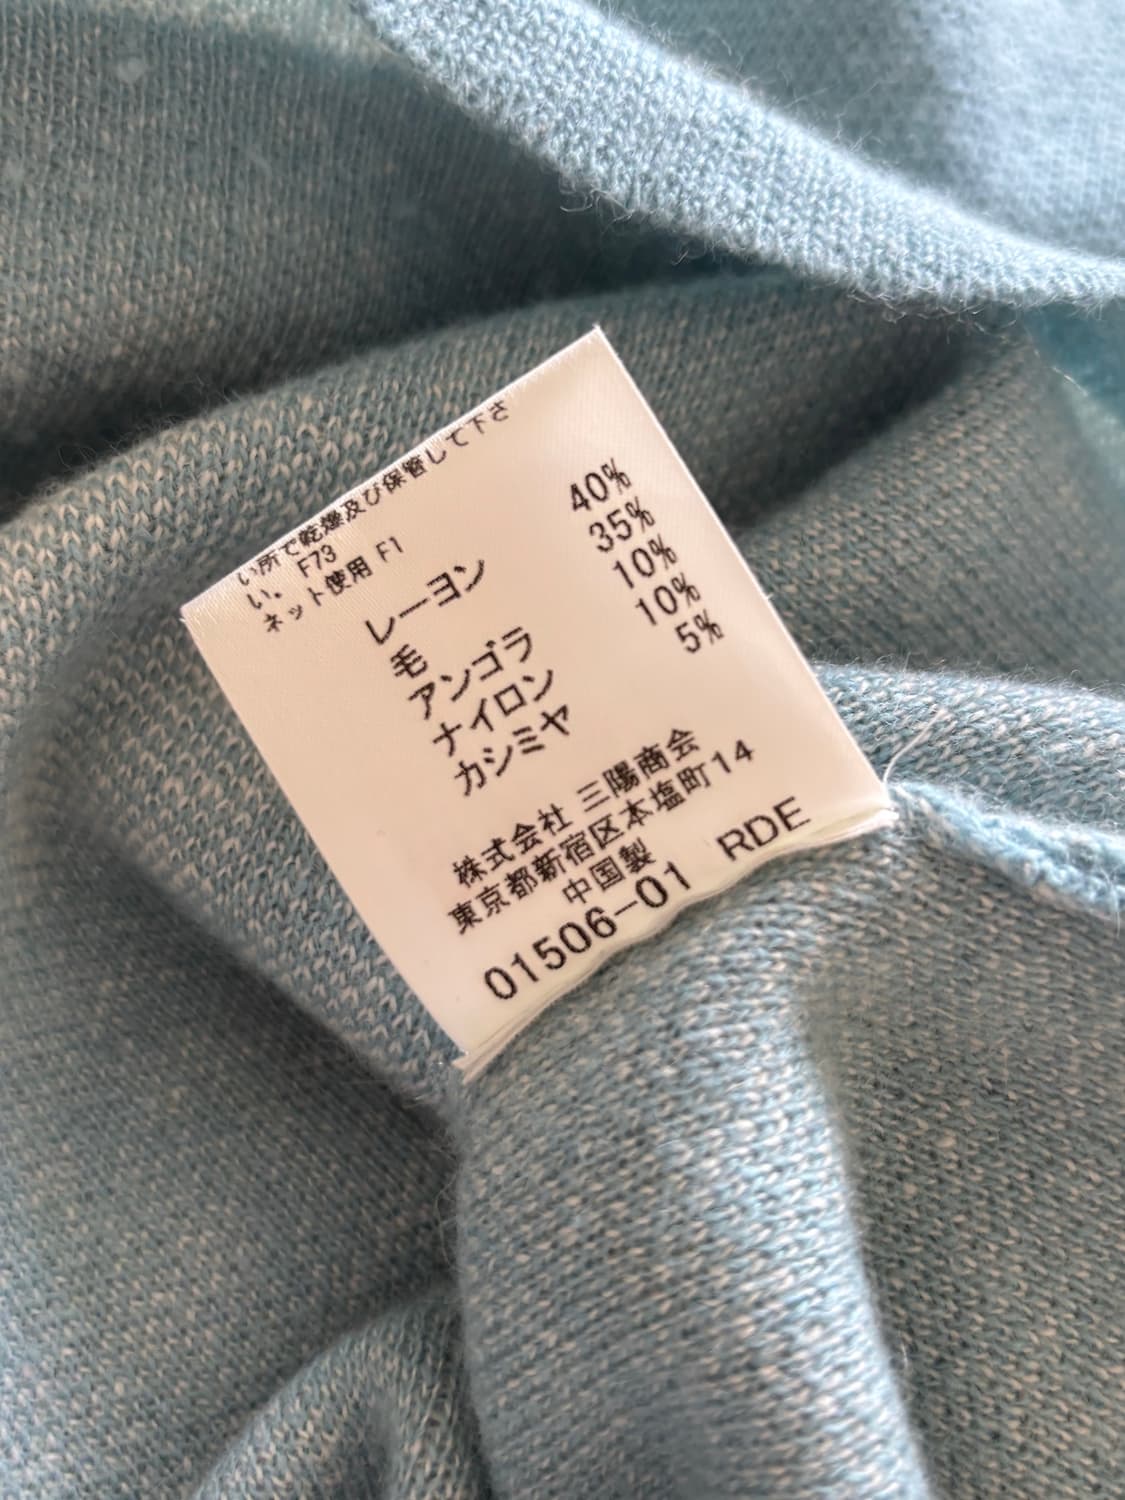 い所で乾燥及び保管して下さ
い。 F73
ネット使用 F1
レーヨン 40%
毛 35%
アンゴラ 10%
ナイロン 10%
カシミヤ 5%
株式会社 三陽商会
東京都新宿区本塩町14
中国製
01506-01 RDE